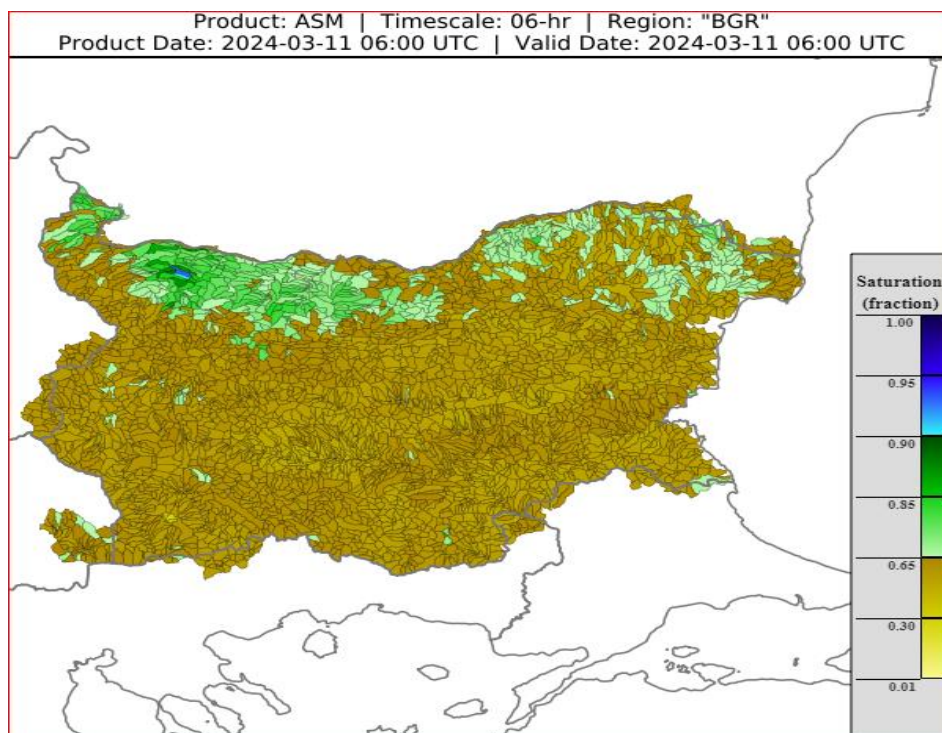 Product: ASM | Timescale: 06-hr | Region: "BGR"
Product Date: 2024-03-11 06:00 UTC | Valid Date: 2024-03-11 06:00 UTC
Saturation
(fraction)
1.00
0.95
0.90
0.85
0.65
0.30
0.01